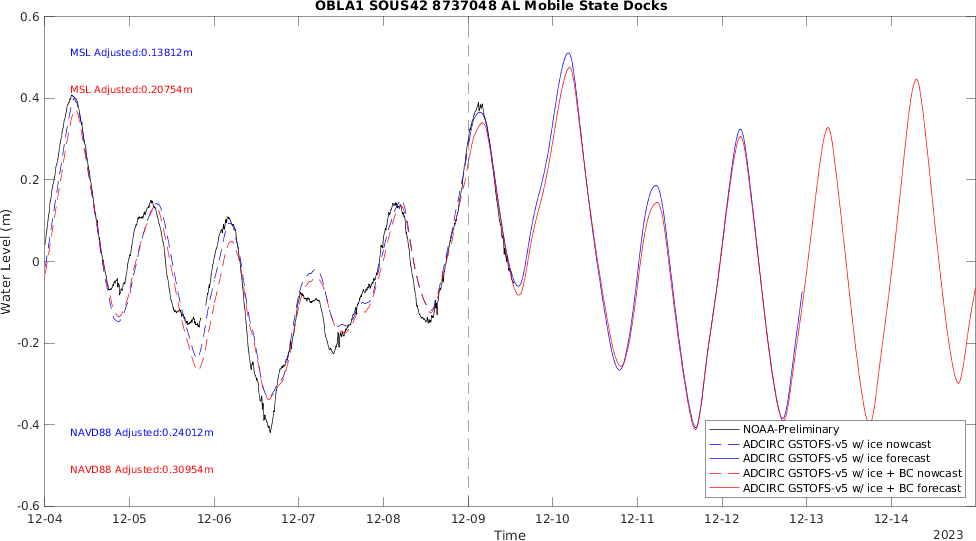 OBLA1 SOUS42 8737048 AL Mobile State Docks
0.6
0.4
0.2
0
-0.2
-0.4
-0.6
Water Level (m)
MSL Adjusted:0.13812m
MSL Adjusted:0.20754m
NAVD88 Adjusted:0.24012m
NAVD88 Adjusted:0.30954m
NOAA-Preliminary
ADCIRC GSTOFS-v5 w/ ice nowcast
ADCIRC GSTOFS-v5 w/ ice forecast
ADCIRC GSTOFS-v5 w/ ice + BC nowcast
ADCIRC GSTOFS-v5 w/ ice + BC forecast
12-04 12-05 12-06 12-07 12-08 12-09 12-10 12-11 12-12 12-13 12-14
Time
2023